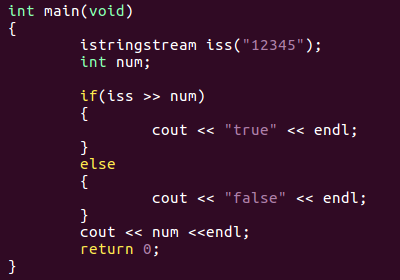 int main(void)
{
        istringstream iss("12345");
        int num;

        if(iss >> num)
        {
                cout << "true" << endl;
        }
        else
        {
                cout << "false" << endl;
        }
        cout << num <<endl;
        return 0;
}